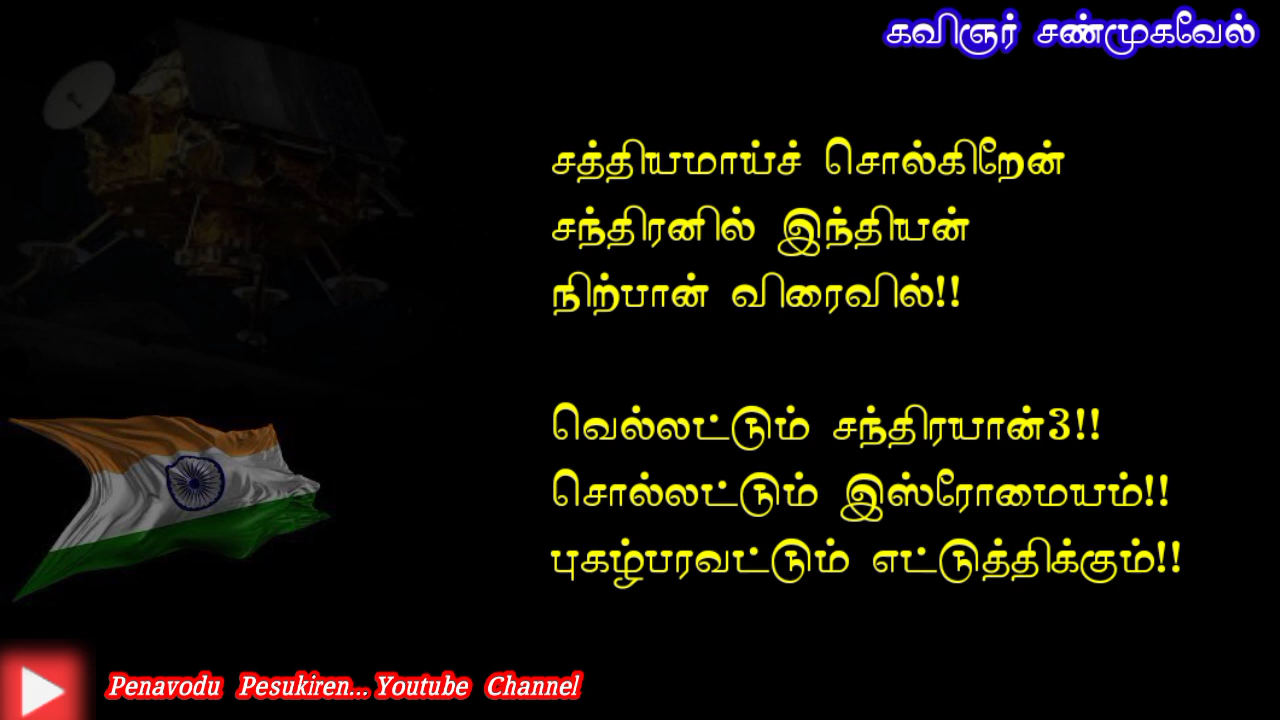 கவிஞர் சண்முகவேல்
சத்தியமாய்ச் சொல்கிறேன்
சந்திரனில் இந்தியன்
நிற்பான் விரைவில்!!
வெல்லட்டும் சந்திரயான்3!!
சொல்லட்டும் இஸ்ரோமையம்!!
புகழ்பரவட்டும் எட்டுத்திக்கும்!!
Penavodu Pesukiren... Youtube Channel